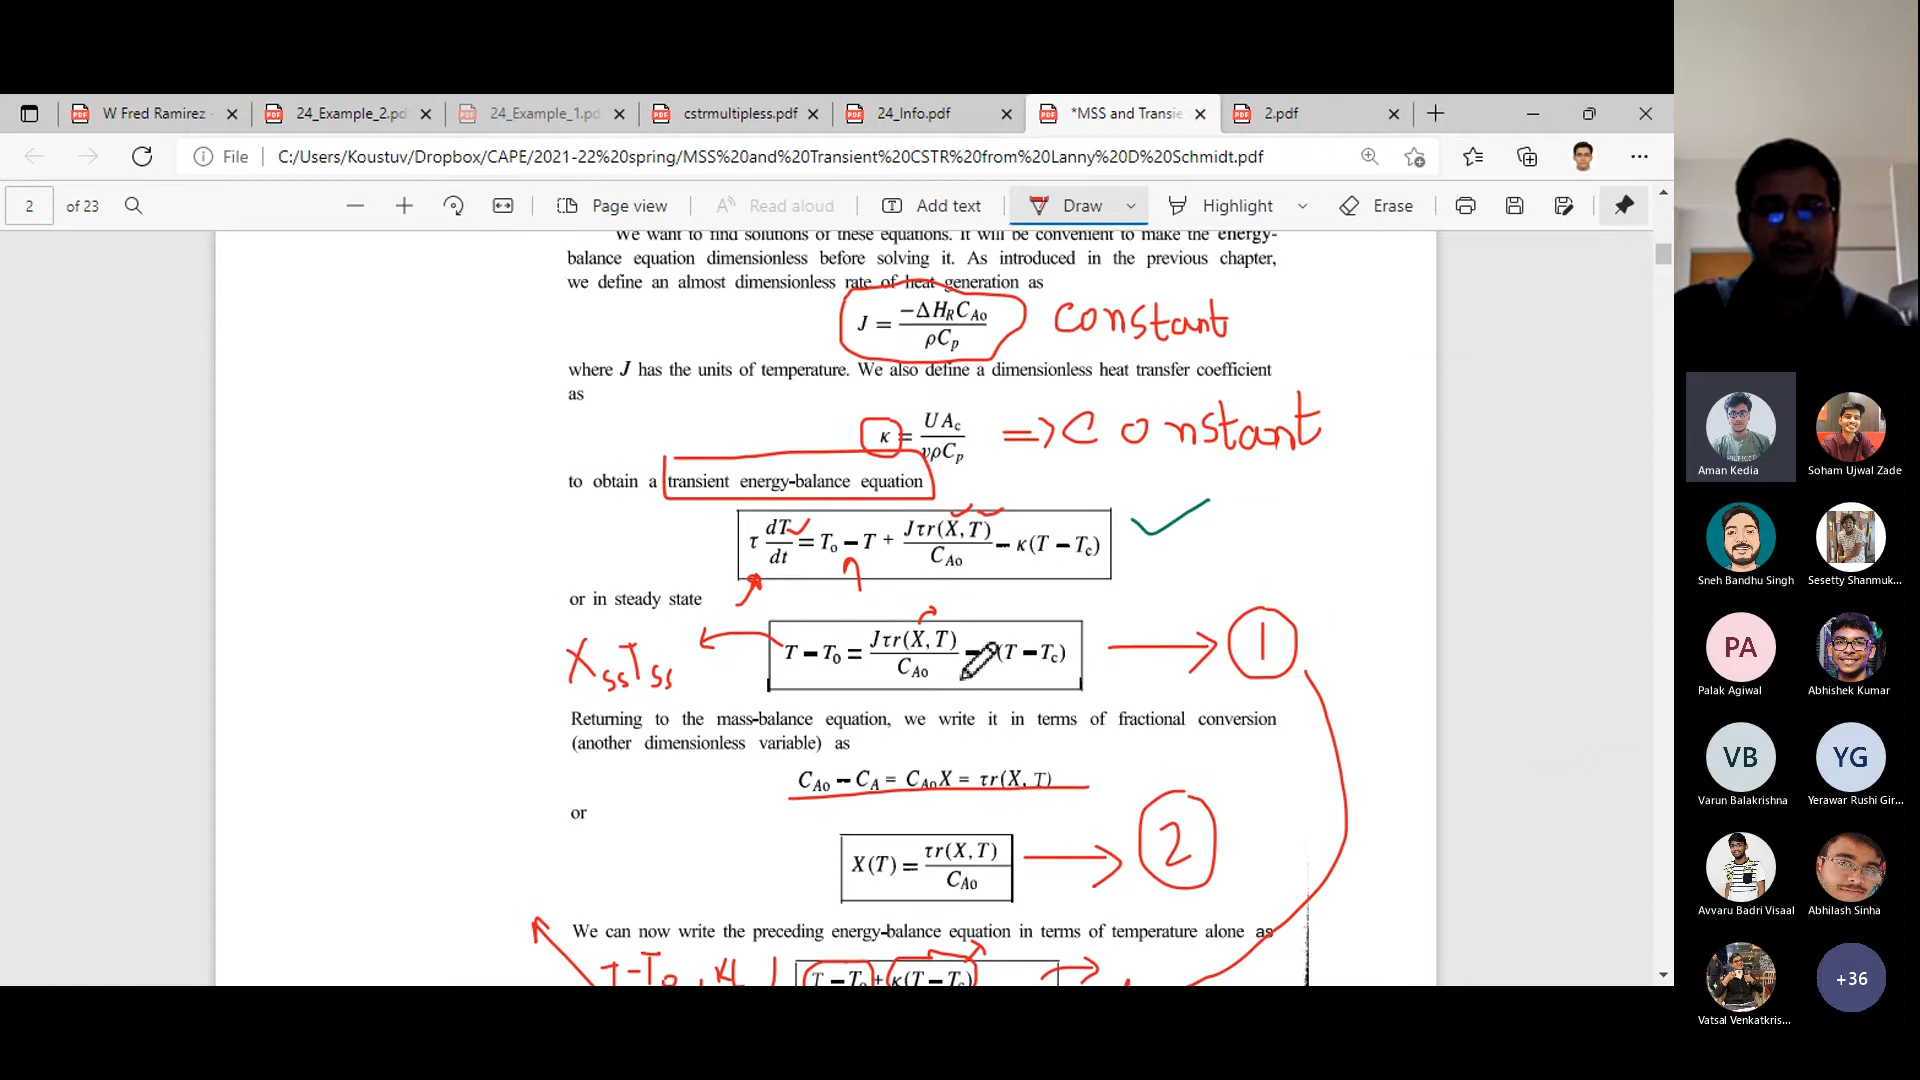 W Fred Ramirez -
24_Example_2.pd
24_Example_1.pd
cstrmultipless.pdf
24_Info.pdf
*MSS and Transie
2.pdf
File
C:/Users/Koustuv/Dropbox/CAPE/2021-22%20spring/MSS%20and%20Transient%20CSTR%20from%20Lanny%20D%20Schmidt.pdf
2 of 23
Page view
Read aloud
Add text
Draw
Highlight
Erase
We want to find solutions of these equations. It will be convenient to make the energy-
balance equation dimensionless before solving it. As introduced in the previous chapter,
we define an almost dimensionless rate of heat generation as
J = −ΔH_R C_Ao / ρC_p constant
where J has the units of temperature. We also define a dimensionless heat transfer coefficient
as
κ = UA_c / vρC_p => Constant
to obtain a transient energy-balance equation
τ dT/dt = T_o − T + Jτr(X, T)/C_Ao − κ(T − T_c)
or in steady state
X_ss T_ss
T − T_o = Jτr(X, T)/C_Ao − (T − T_c) 1
Returning to the mass-balance equation, we write it in terms of fractional conversion
(another dimensionless variable) as
C_Ao − C_A = C_Ao X = τr(X, T)
or
X(T) = τr(X, T)/C_Ao 2
We can now write the preceding energy-balance equation in terms of temperature alone as
T − T_o + κ(T − T_c)
Aman Kedia
Soham Ujwal Zade
Sneh Bandhu Singh
Sesetty Shanmuk...
PA
Palak Agiwal
Abhishek Kumar
VB
Varun Balakrishna
YG
Yerawar Rushi Gir...
Avvaru Badri Visaal
Abhilash Sinha
Vatsal Venkatkris...
+36